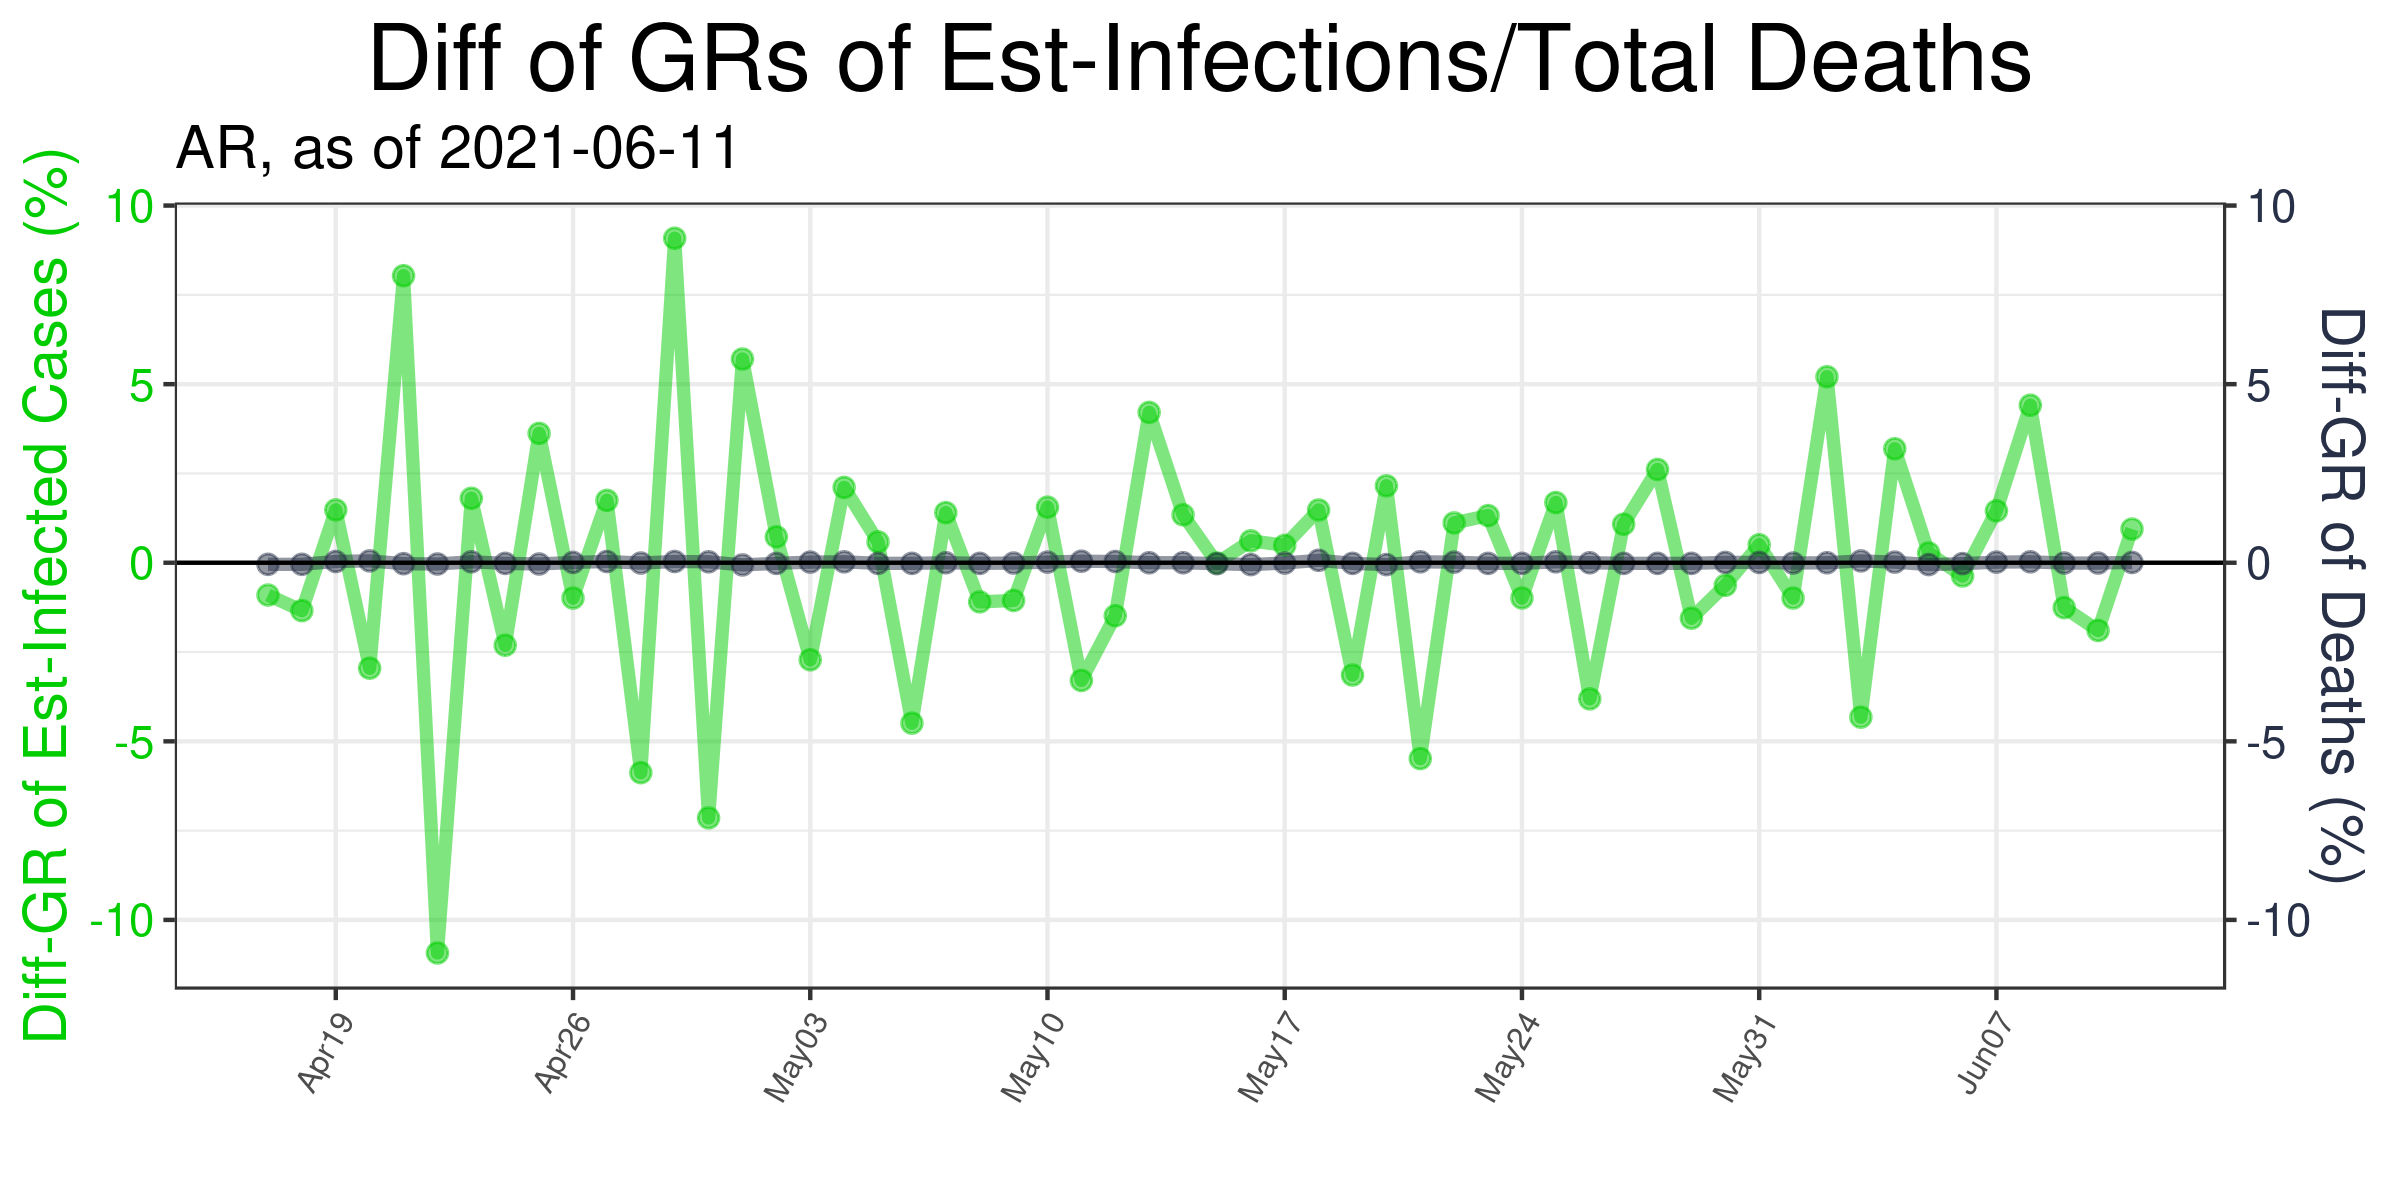 Diff of GRs of Est-Infections/Total Deaths
AR, as of 2021-06-11
Diff-GR of Est-Infected Cases (%)
10
5
0
-5
-10
10
5
0
-5
-10
Diff-GR of Deaths (%)
Apr19
Apr26
May03
May10
May17
May24
May31
Jun07